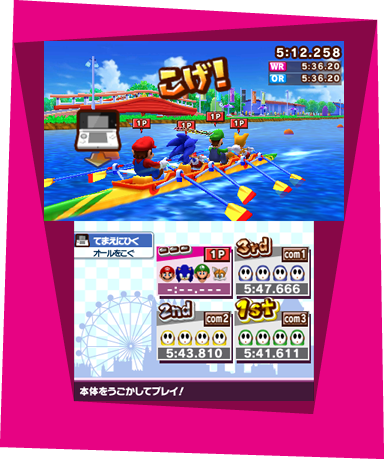 5:12.258
WR 5:36.20
OR 5:36.20
こげ!
1P
1P
1P
1P
てまえにひく
オールをこぐ
1P
-:--.---
3rd
com1
5:47.666
2nd
com2
5:43.810
1st
com3
5:41.611
本体をうごかしてプレイ!